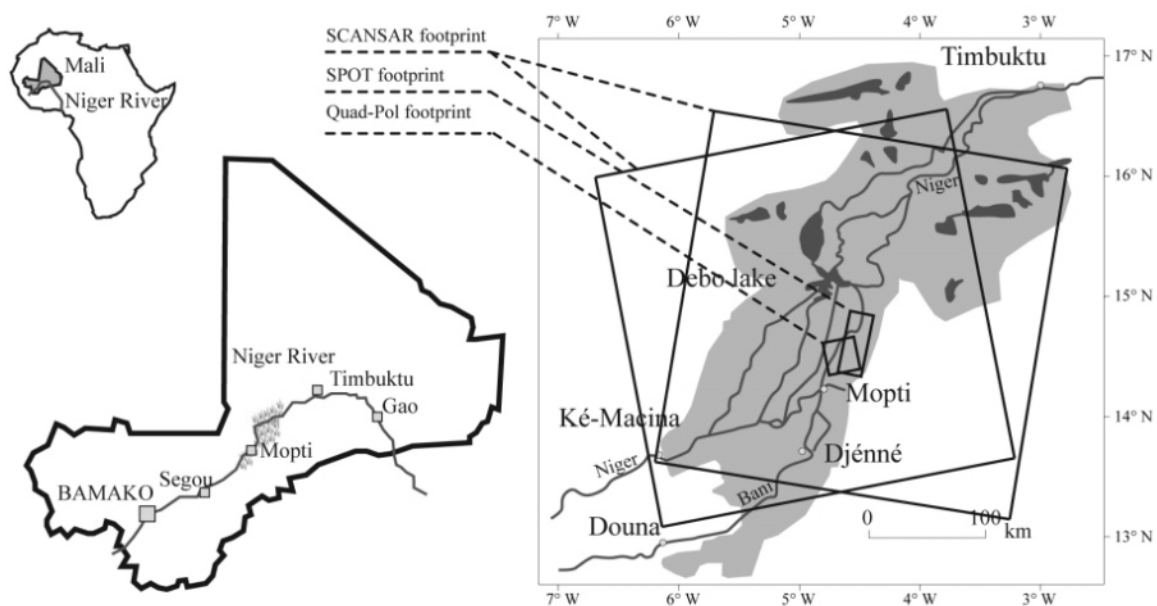 Mali
Niger River
SCANSAR footprint
SPOT footprint
Quad-Pol footprint
Niger River
Timbuktu
Gao
Mopti
Segou
BAMAKO
7° W
6° W
5° W
4° W
3° W
17° N
16° N
15° N
14° N
13° N
Timbuktu
Niger
Debo lake
Mopti
Ké-Macina
Djénné
Niger
Bani
Douna
0 100
km
7° W
6° W
5° W
4° W
3° W